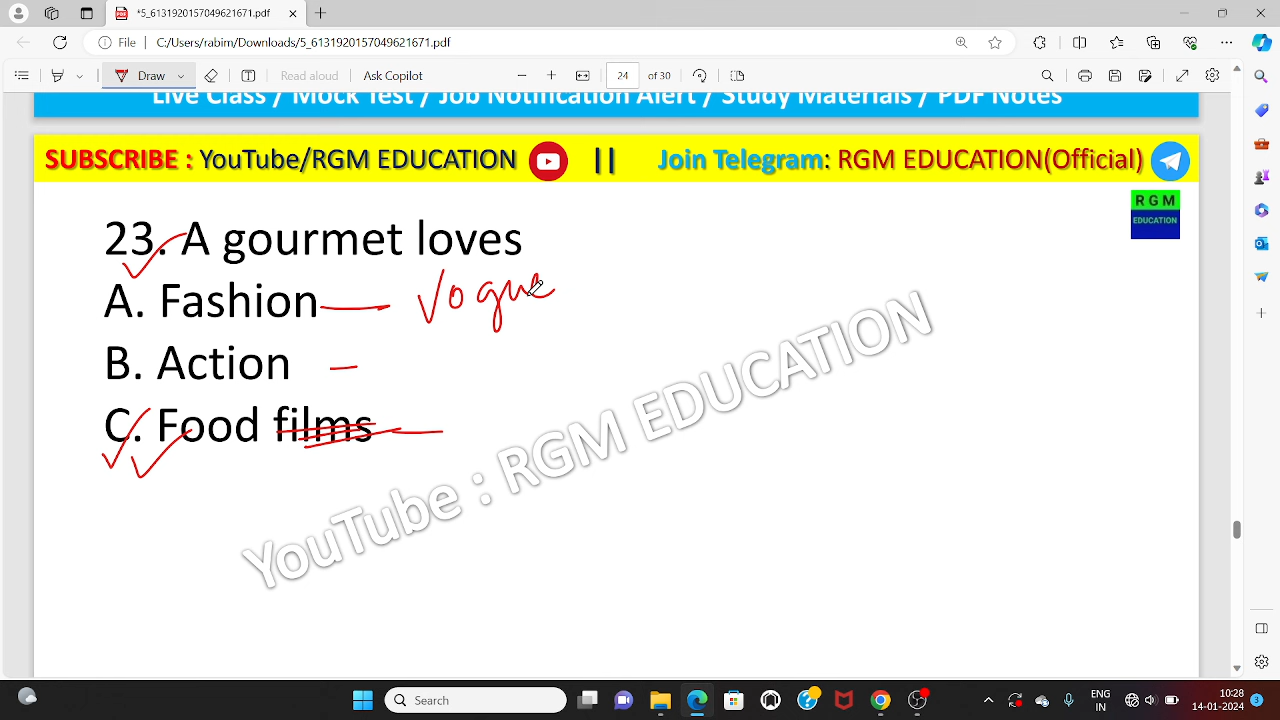 *5_6131920157049621671.pdf
File C:/Users/rabim/Downloads/5_6131920157049621671.pdf
Draw Read aloud Ask Copilot 24 of 30
Live Class / Mock Test / Job Notification Alert / Study Materials / PDF Notes
SUBSCRIBE : YouTube/RGM EDUCATION || Join Telegram: RGM EDUCATION(Official)
RGM
EDUCATION
23. A gourmet loves
A. Fashion Vogue
B. Action
C. Food films
YouTube : RGM EDUCATION
Search
ENG
IN
10:28
14-01-2024
3